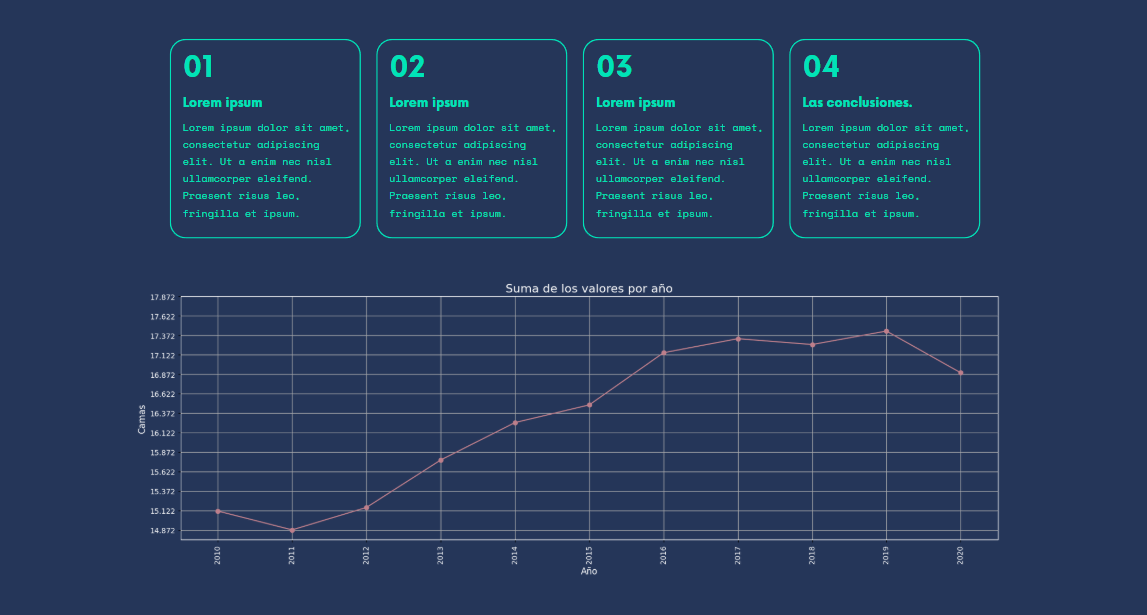 01
Lorem ipsum
Lorem ipsum dolor sit amet,
consectetur adipiscing
elit. Ut a enim nec nisl
ullamcorper eleifend.
Praesent risus leo,
fringilla et ipsum.
02
Lorem ipsum
Lorem ipsum dolor sit amet,
consectetur adipiscing
elit. Ut a enim nec nisl
ullamcorper eleifend.
Praesent risus leo,
fringilla et ipsum.
03
Lorem ipsum
Lorem ipsum dolor sit amet,
consectetur adipiscing
elit. Ut a enim nec nisl
ullamcorper eleifend.
Praesent risus leo,
fringilla et ipsum.
04
Las conclusiones.
Lorem ipsum dolor sit amet,
consectetur adipiscing
elit. Ut a enim nec nisl
ullamcorper eleifend.
Praesent risus leo,
fringilla et ipsum.
Suma de los valores por año
17.872
17.622
17.372
17.122
16.872
16.622
16.372
16.122
15.872
15.622
15.372
15.122
14.872
Camas
2010
2011
2012
2013
2014
2015
2016
2017
2018
2019
2020
Año